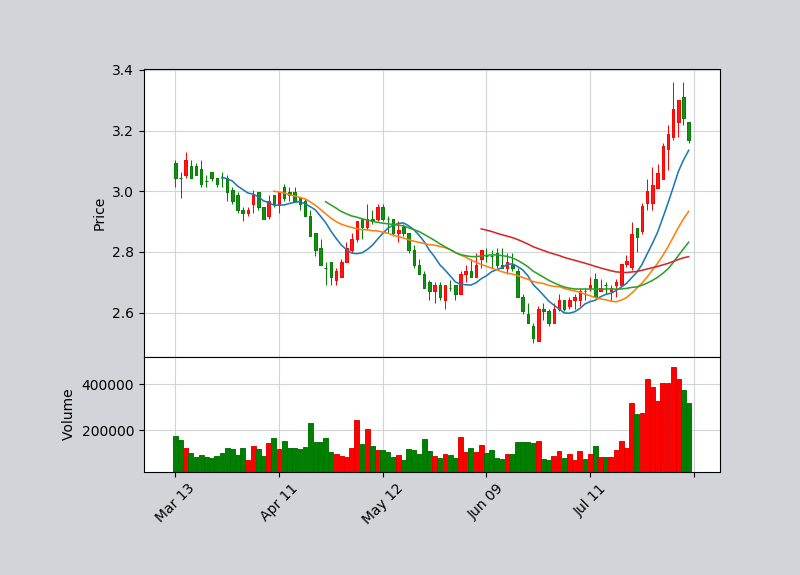 3.4
3.2
3.0
2.8
2.6
Price
400000
200000
Volume
Mar 13
Apr 11
May 12
Jun 09
Jul 11